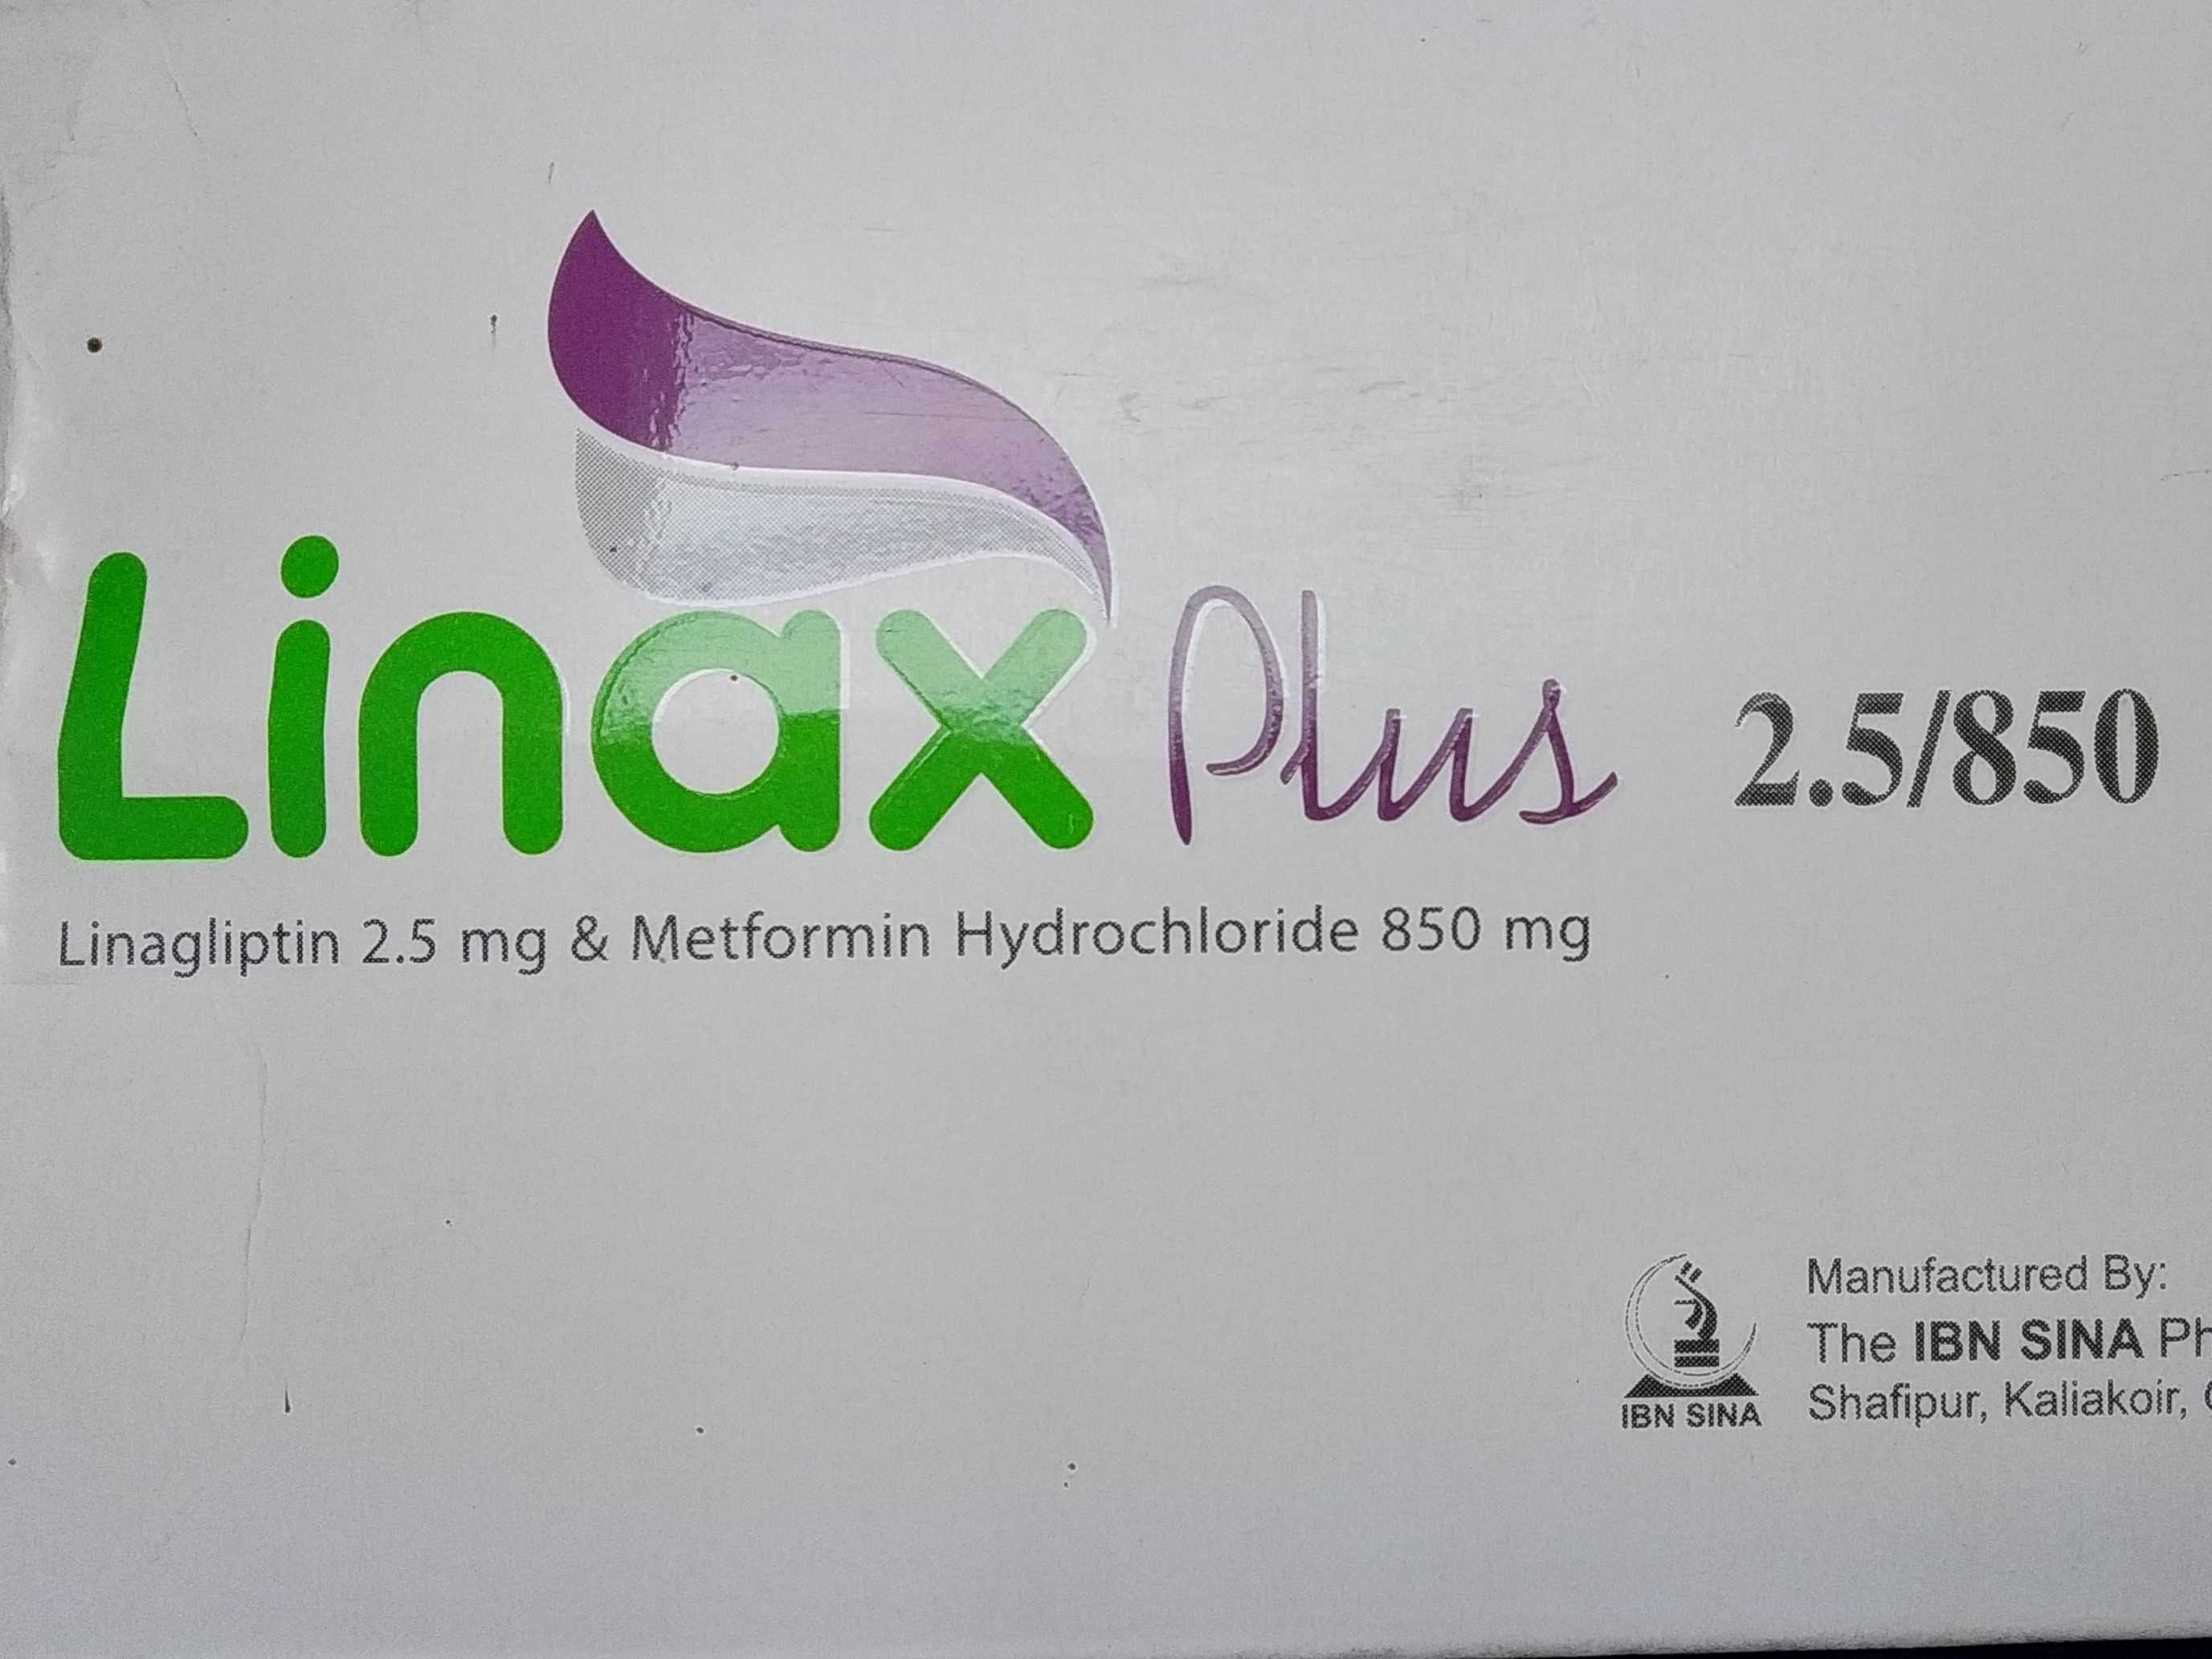 Linax Plus 2.5/850
Linagliptin 2.5 mg & Metformin Hydrochloride 850 mg
IBN SINA
Manufactured By:
The IBN SINA
Shafipur, Kaliakoir,